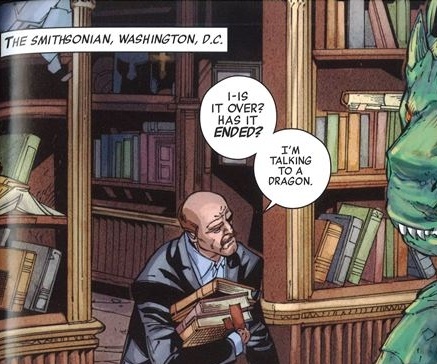 THE SMITHSONIAN, WASHINGTON, D.C.
I-IS
IT OVER?
HAS IT
ENDED?
I'M
TALKING
TO A
DRAGON.